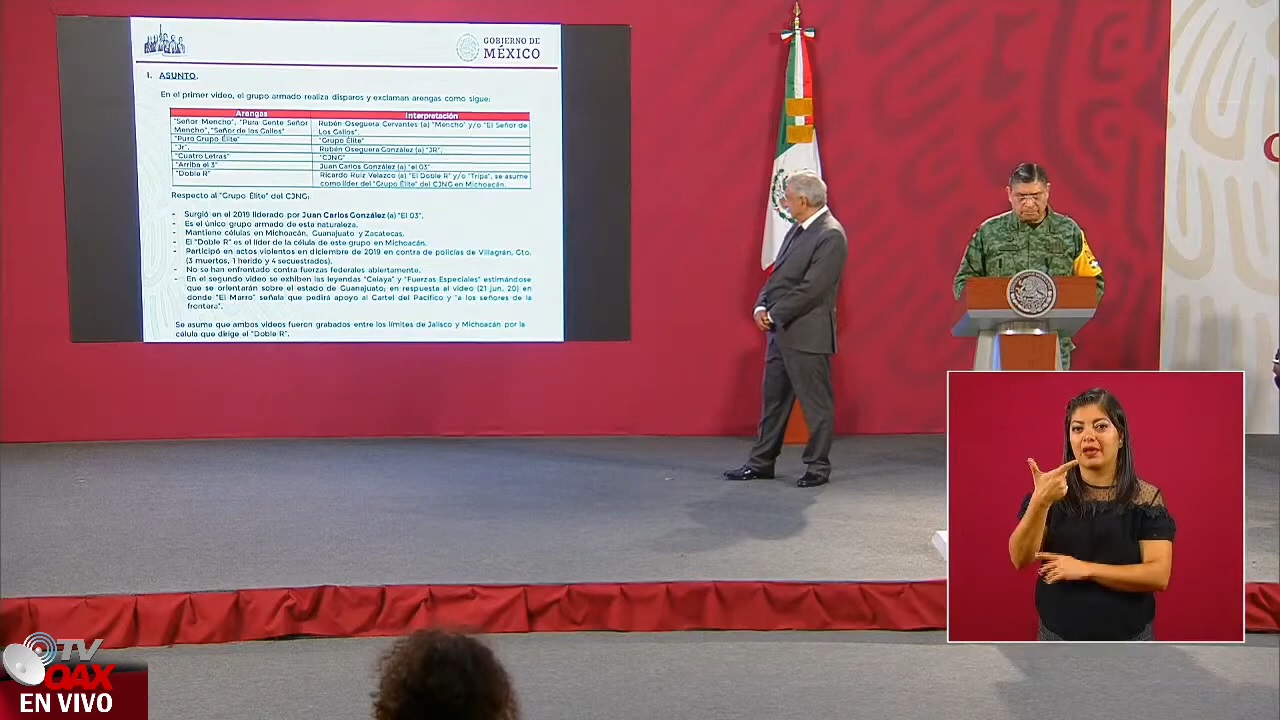 GOBIERNO DE
MÉXICO
I. ASUNTO.
En el primer video, el grupo armado realiza disparos y exclaman arengas como sigue:
Arengas Interpretación
"Señor Mencho", "Pura Gente Señor Mencho", "Señor de los Gallos" Rubén Oseguera Cervantes (a) "Mencho" y/o "El Señor de Los Gallos".
"Puro Grupo Élite" "Grupo Élite"
"Jr". Rubén Oseguera González (a) "JR".
"Cuatro Letras" "CJNG"
"Arriba el 3" Juan Carlos González (a) "el 03"
"Doble R" Ricardo Ruiz Velazco (a) "El Doble R" y/o "Tripa", se asume como líder del "Grupo Élite" del CJNG en Michoacán.
Respecto al "Grupo Élite" del CJNG:
- Surgió en el 2019 liderado por Juan Carlos González (a) "El 03".
- Es el único grupo armado de esta naturaleza.
- Mantiene células en Michoacán, Guanajuato y Zacatecas.
- El "Doble R" es el líder de la célula de este grupo en Michoacán.
- Participó en actos violentos en diciembre de 2019 en contra de policías de Villagrán, Gto.
(3 muertos, 1 herido y 4 secuestrados).
- No se han enfrentado contra fuerzas federales abiertamente.
- En el segundo video se exhiben las leyendas "Celaya" y "Fuerzas Especiales" estimándose
que se orientarán sobre el estado de Guanajuato; en respuesta al video (21 jun. 20) en
donde "El Marro" señala que pedirá apoyo al Cartel del Pacífico y "a los señores de la
frontera".
Se asume que ambos videos fueron grabados entre los límites de Jalisco y Michoacán por la
célula que dirige el "Doble R".
TV
OAX
EN VIVO